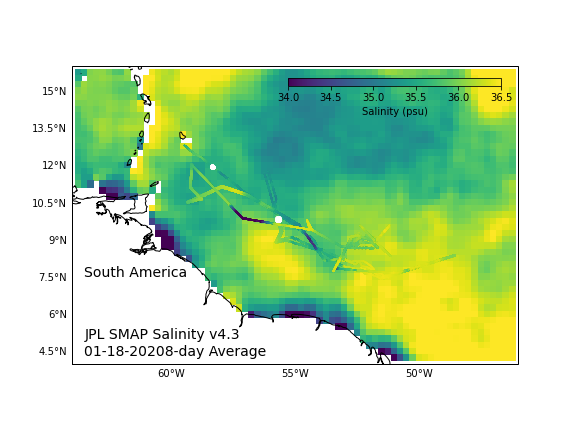 15°N
13.5°N
12°N
10.5°N
9°N
7.5°N
6°N
4.5°N
34.0 34.5 35.0 35.5 36.0 36.5
Salinity (psu)
South America
JPL SMAP Salinity v4.3
01-18-20208-day Average
60°W 55°W 50°W